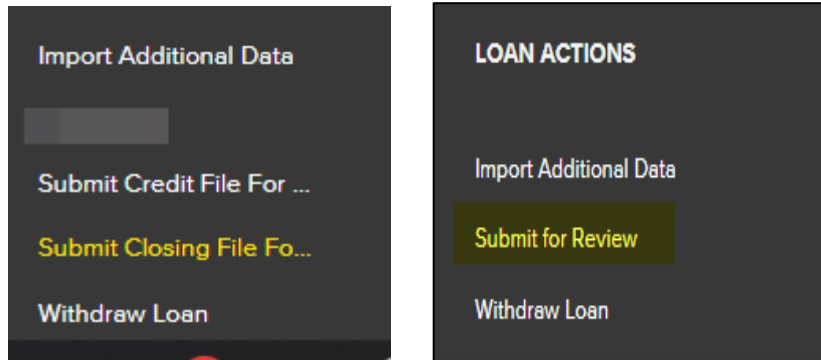 Import Additional Data
Submit Credit File For ...
Submit Closing File Fo...
Withdraw Loan
LOAN ACTIONS
Import Additional Data
Submit for Review
Withdraw Loan